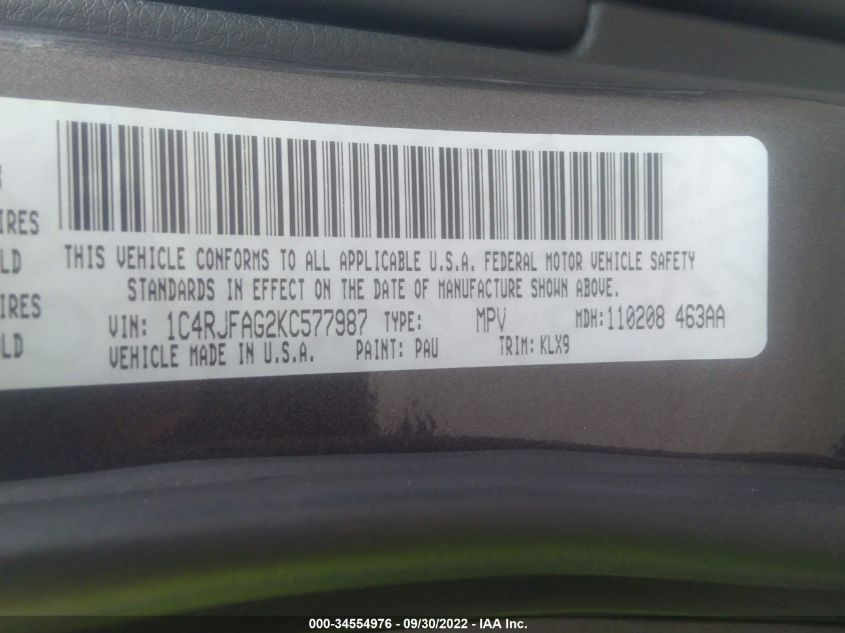 IRES
LD
IRES
OLD
THIS VEHICLE CONFORMS TO ALL APPLICABLE U.S.A. FEDERAL MOTOR VEHICLE SAFETY
STANDARDS IN EFFECT ON THE DATE OF MANUFACTURE SHOWN ABOVE.
VIN: 1C4RJFAG2KC577987 TYPE: MPV MDH: 110208 463AA
VEHICLE MADE IN U.S.A. PAINT: PAU TRIM: KLX9
000-34554976 - 09/30/2022 - IAA Inc.